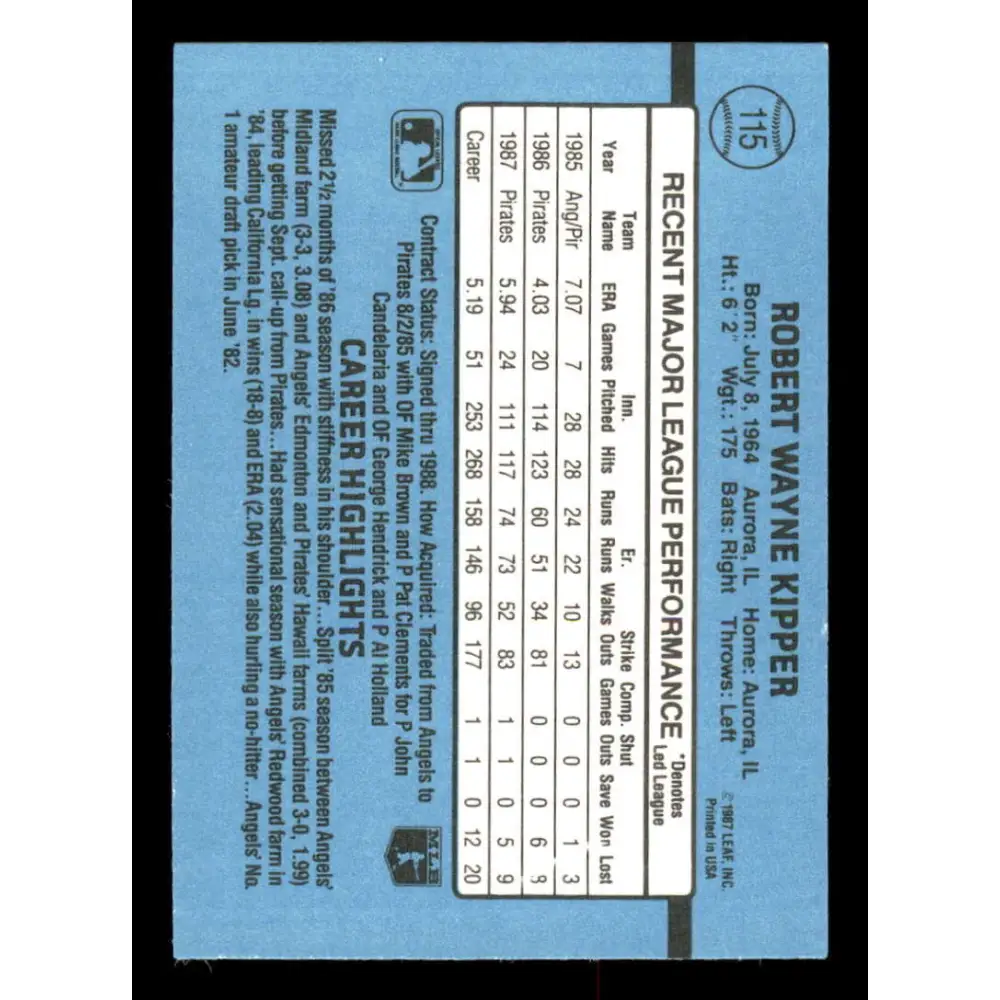 115
ROBERT WAYNE KIPPER
Born: July 8, 1964 Aurora, IL Home: Aurora, IL
Ht.: 6'2" Wgt.: 175 Bats: Right Throws: Left
© 1987 LEAF, INC.
Printed in USA
RECENT MAJOR LEAGUE PERFORMANCE *Denotes Led League
Team Inn. Er. Strike Comp. Shut
Year Name ERA Games Pitched Hits Runs Runs Walks Outs Games Outs Save Won Lost
1985 Ang/Pir 7.07 7 28 28 24 22 10 13 0 0 0 1 3
1986 Pirates 4.03 20 114 123 60 51 34 81 0 0 0 6 8
1987 Pirates 5.94 24 111 117 74 73 52 83 1 1 0 5 9
Career 5.19 51 253 268 158 146 96 177 1 1 0 12 20
Contract Status: Signed thru 1988. How Acquired: Traded from Angels to
Pirates 8/2/85 with OF Mike Brown and P Pat Clements for P John
Candelaria and OF George Hendrick and P Al Holland
MLB
CAREER HIGHLIGHTS
Missed 2½ months of '86 season with stiffness in his shoulder...Split '85 season between Angels'
Midland farm (3-3, 3.08) and Angels' Edmonton and Pirates' Hawaii farms (combined 3-0, 1.99)
before getting Sept. call-up from Pirates...Had sensational season with Angels' Redwood farm in
'84, leading California Lg. in wins (18-8) and ERA (2.04) while also hurling a no-hitter...Angels' No.
1 amateur draft pick in June '82.